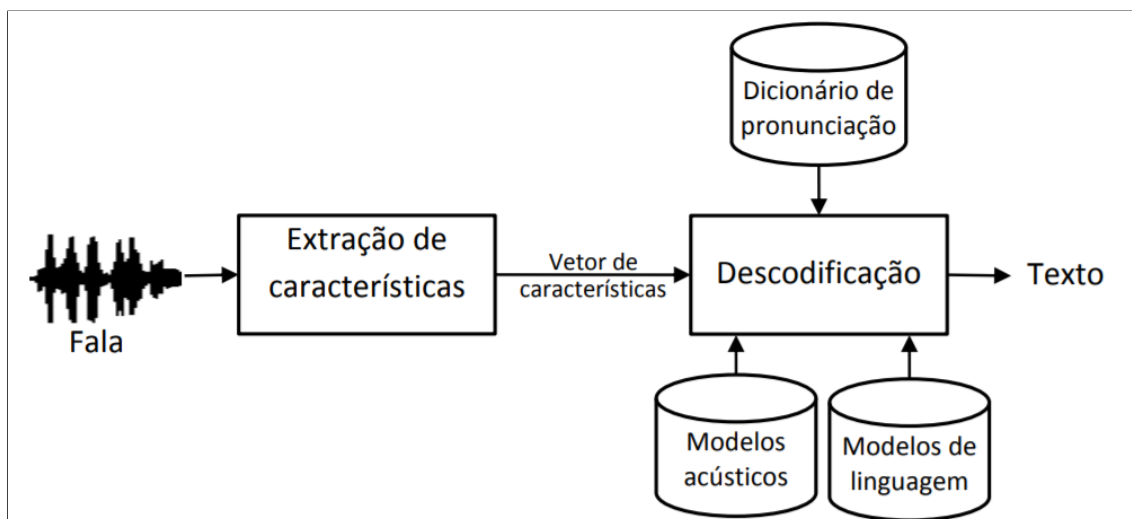 Dicionário de
pronunciação
Extração de
características
Vetor de
características
Descodificação
Texto
Fala
Modelos
acústicos
Modelos de
linguagem